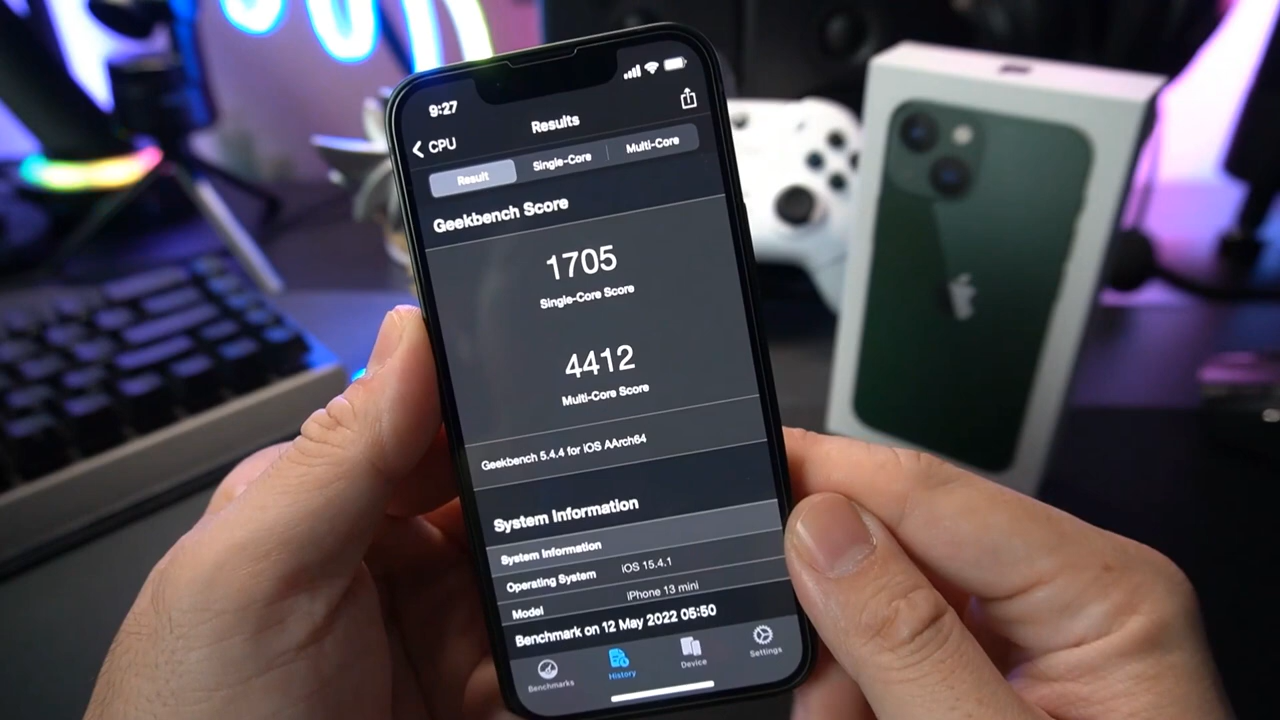 9:27
CPU
Results
Result
Single-Core
Multi-Core
Geekbench Score
1705
Single-Core Score
4412
Multi-Core Score
Geekbench 5.4.4 for iOS AArch64
System Information
System Information
Operating System iOS 15.4.1
Model iPhone 13 mini
Benchmark on 12 May 2022 05:50
Benchmarks
History
Device
Settings